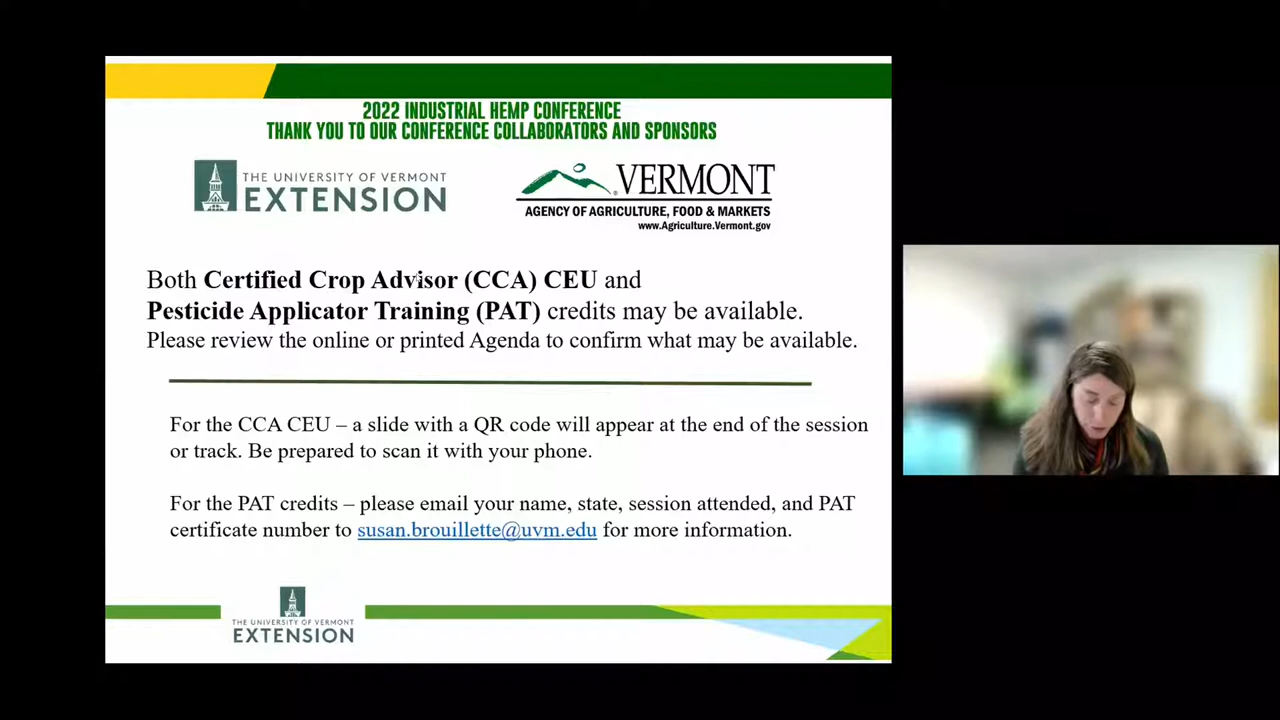 2022 INDUSTRIAL HEMP CONFERENCE
THANK YOU TO OUR CONFERENCE COLLABORATORS AND SPONSORS
THE UNIVERSITY OF VERMONT
EXTENSION
VERMONT
AGENCY OF AGRICULTURE, FOOD & MARKETS
www.Agriculture.Vermont.gov
Both Certified Crop Advisor (CCA) CEU and
Pesticide Applicator Training (PAT) credits may be available.
Please review the online or printed Agenda to confirm what may be available.
For the CCA CEU – a slide with a QR code will appear at the end of the session
or track. Be prepared to scan it with your phone.
For the PAT credits – please email your name, state, session attended, and PAT
certificate number to susan.brouillette@uvm.edu for more information.
THE UNIVERSITY OF VERMONT
EXTENSION